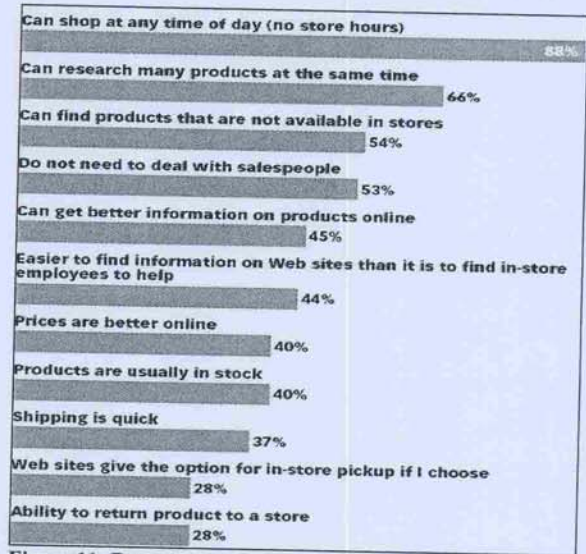 Can shop at any time of day (no store hours)
88%
Can research many products at the same time
66%
Can find products that are not available in stores
54%
Do not need to deal with salespeople
53%
Can get better information on products online
45%
Easier to find information on Web sites than it is to find in-store
employees to help
44%
Prices are better online
40%
Products are usually in stock
40%
Shipping is quick
37%
Web sites give the option for in-store pickup if I choose
28%
Ability to return product to a store
28%